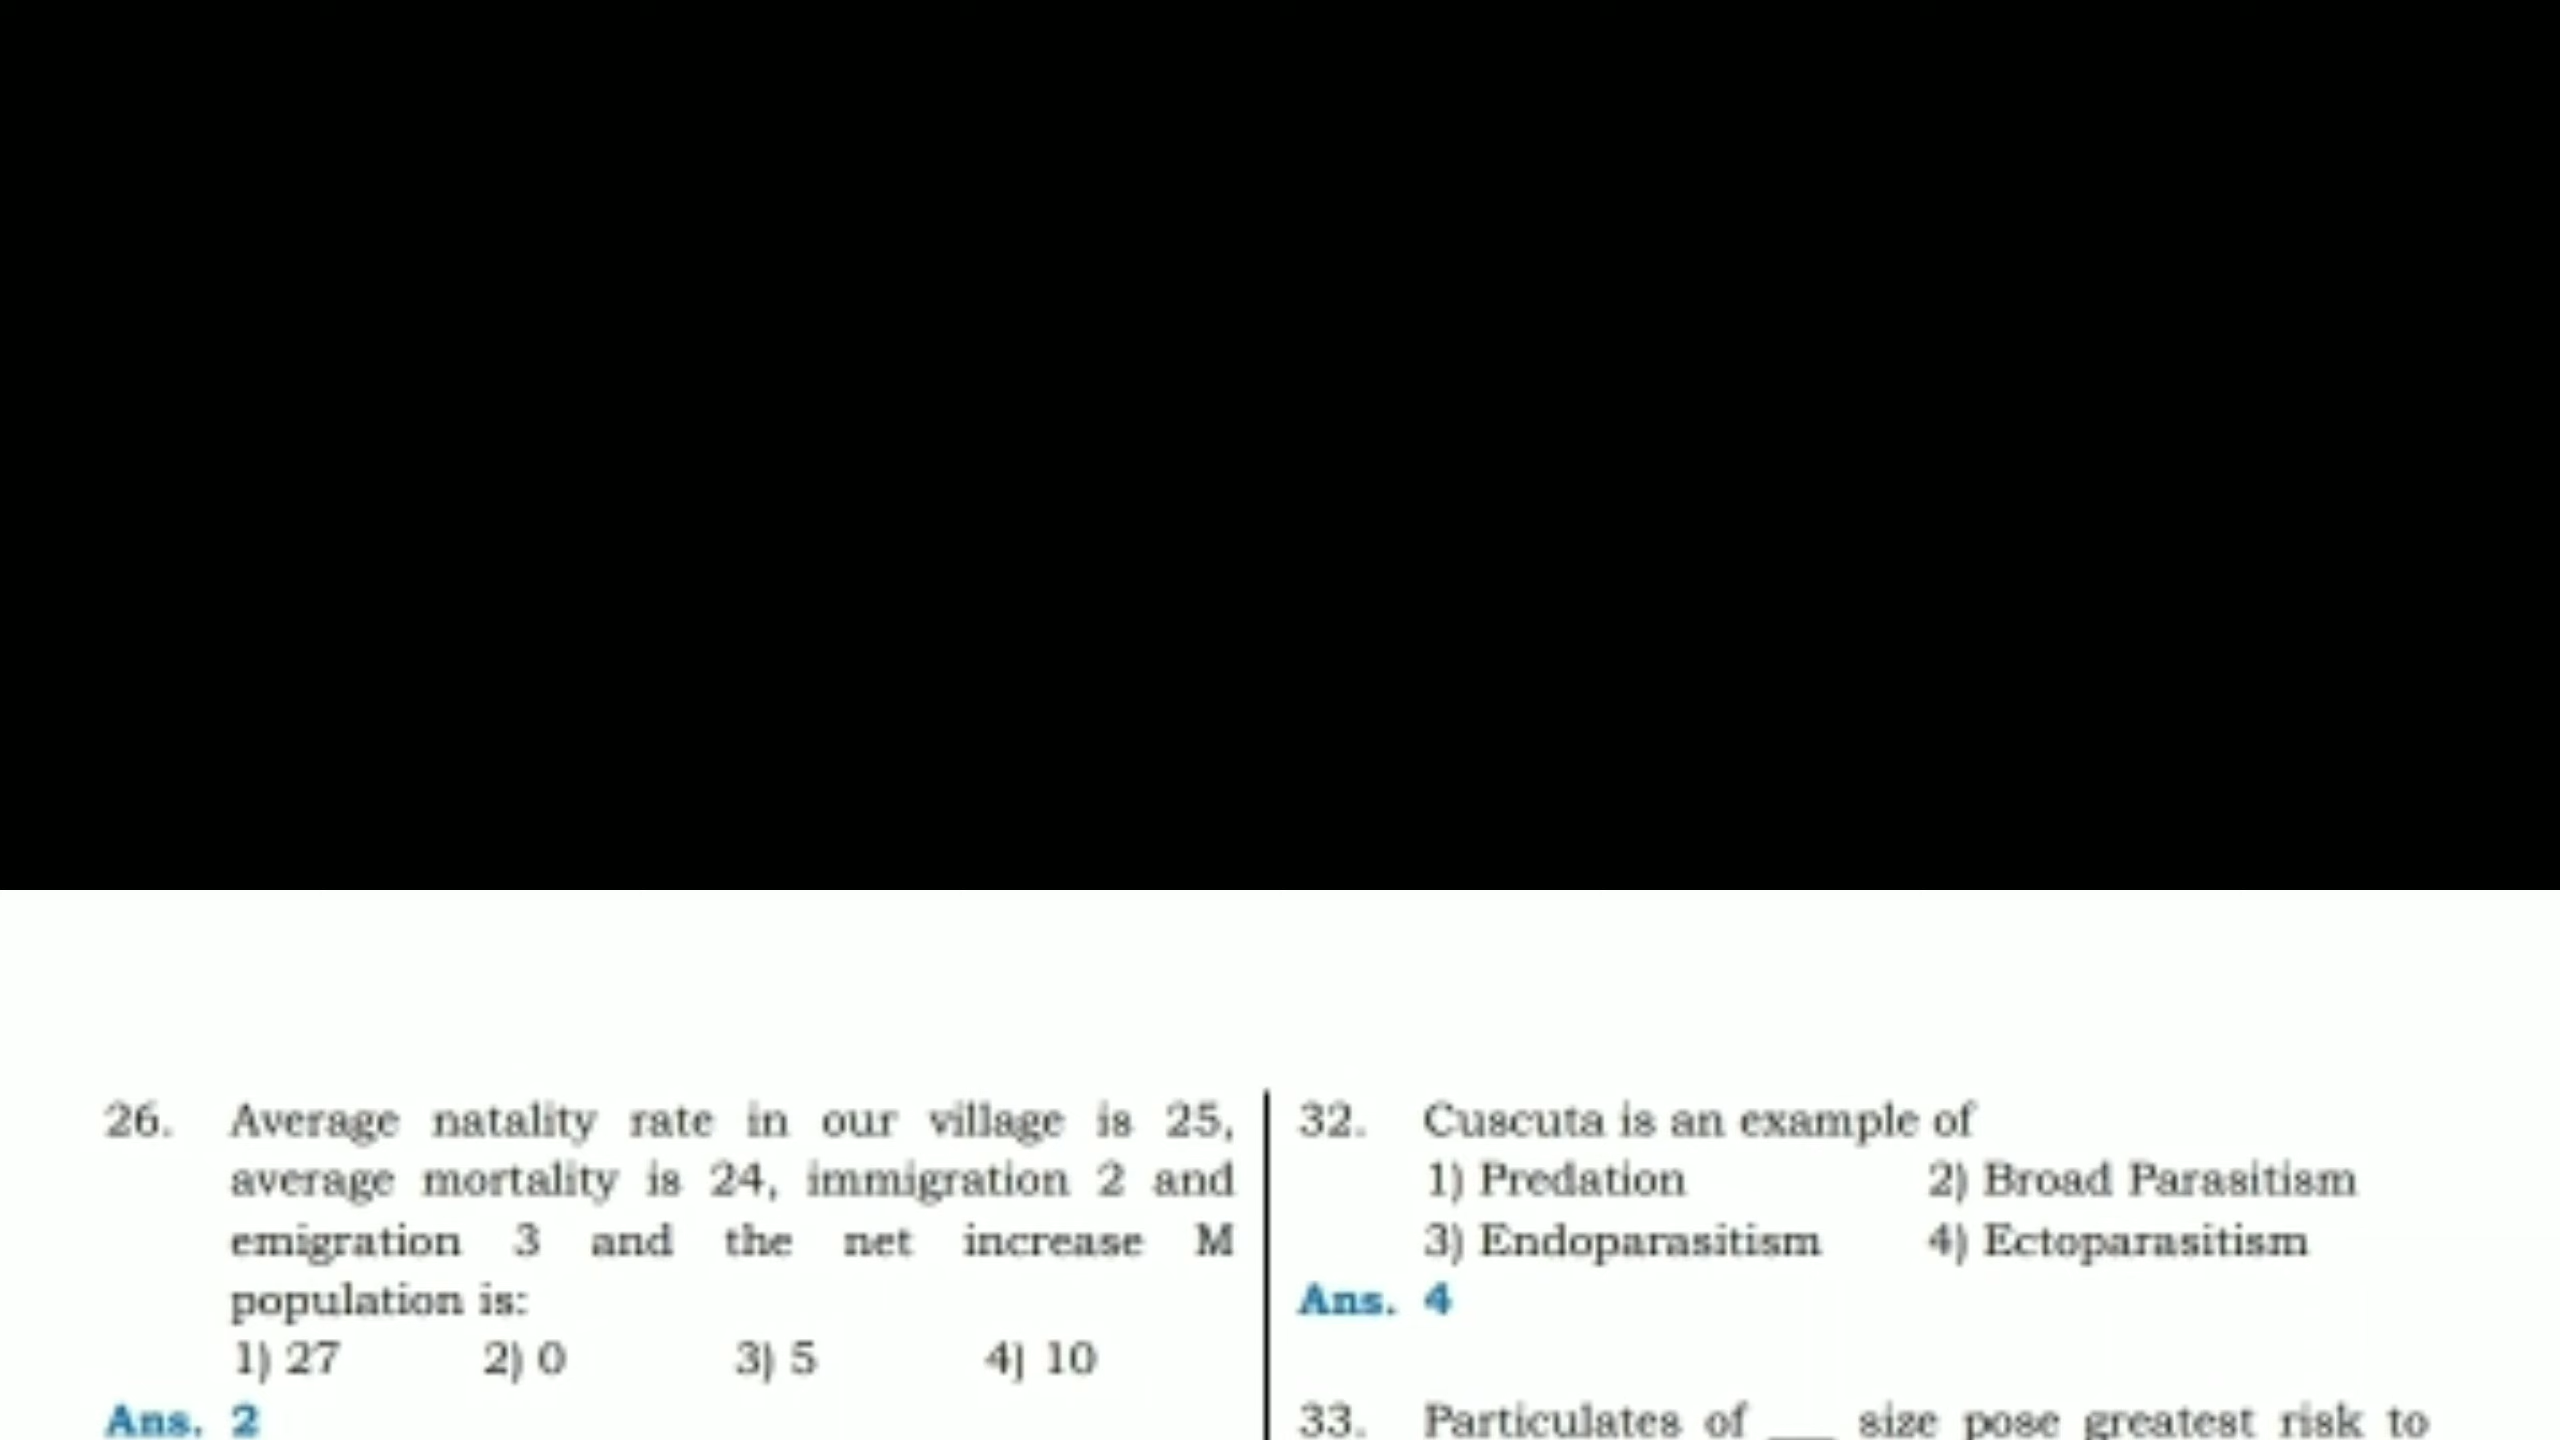 26. Average natality rate in our village is 25,
average mortality is 24, immigration 2 and
emigration 3 and the net increase M
population is:
1) 27 2) 0 3) 5 4) 10
Ans. 2
32. Cuscuta is an example of
1) Predation 2) Broad Parasitism
3) Endoparasitism 4) Ectoparasitism
Ans. 4
33. Particulates of ___ size pose greatest risk to